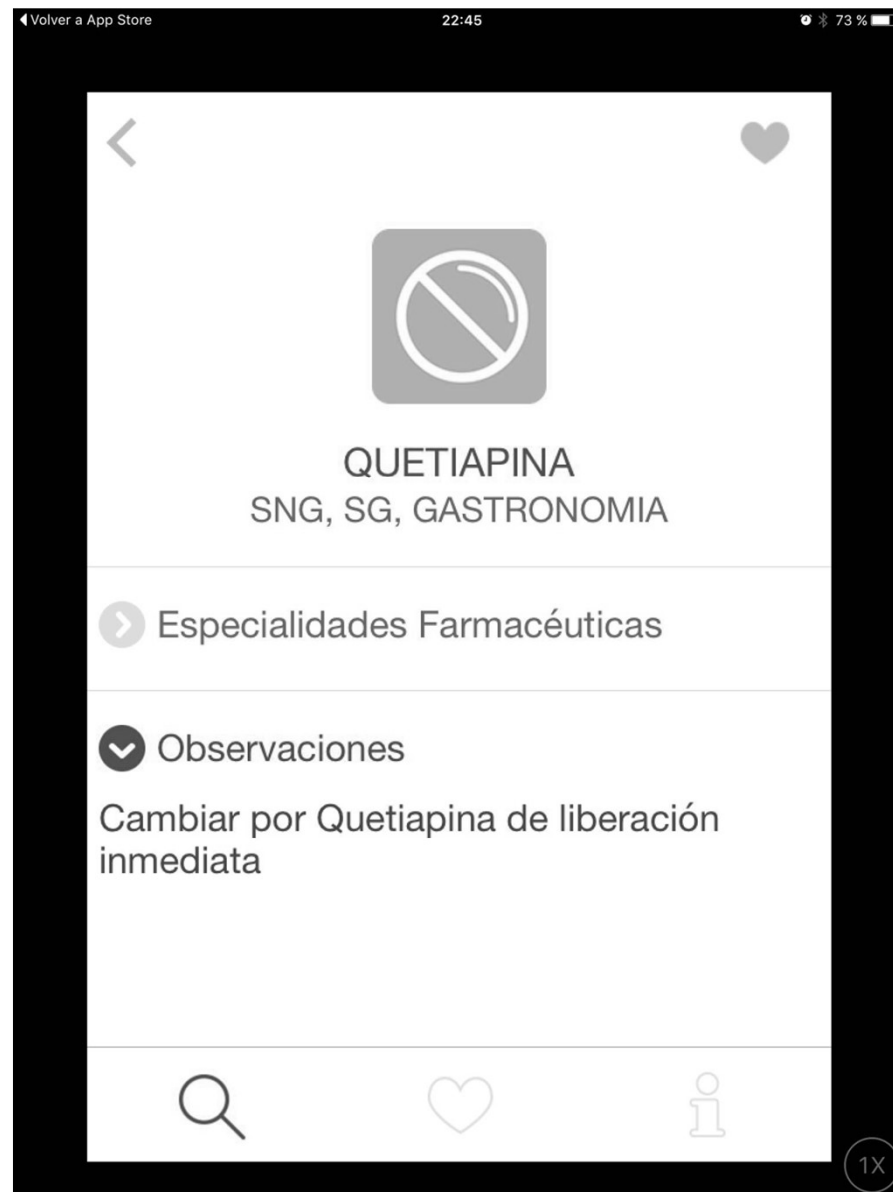 Volver a App Store 22:45 73 %
QUETIAPINA
SNG, SG, GASTRONOMIA
Especialidades Farmacéuticas
Observaciones
Cambiar por Quetiapina de liberación
inmediata
1X